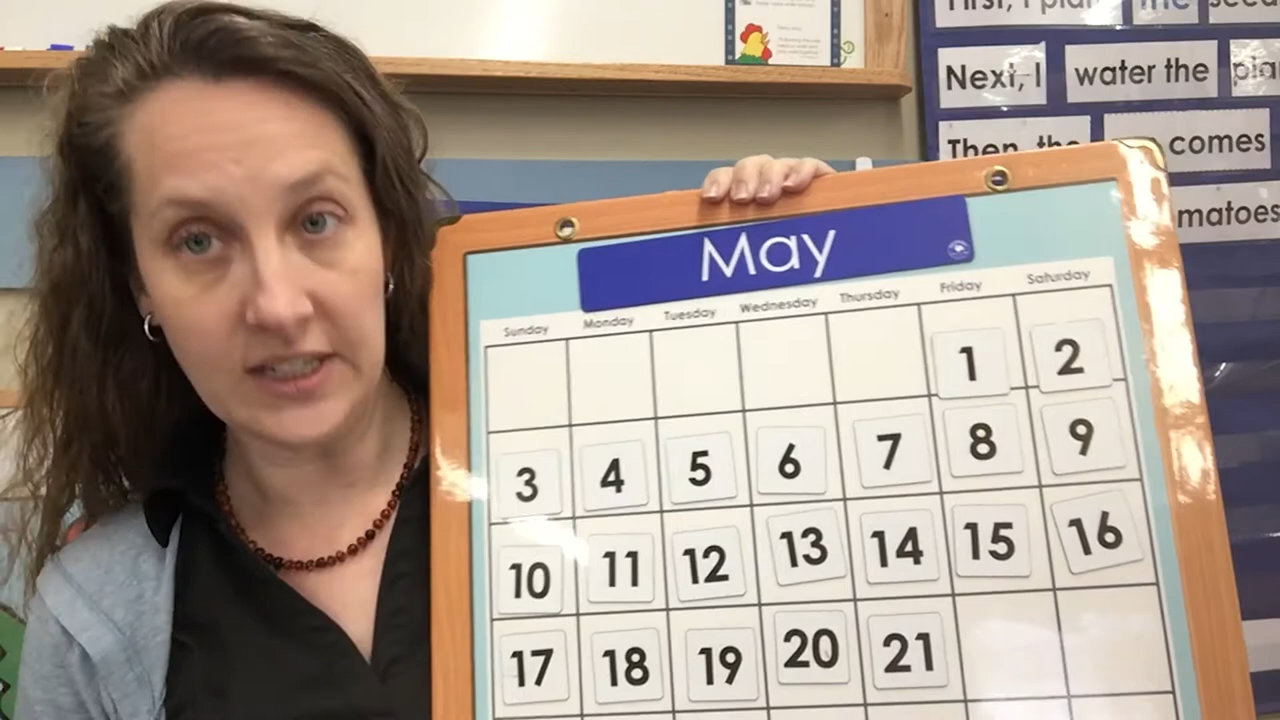 First, I plant the seed
Next, I water the
Then the comes
matoes
May
Sunday Monday Tuesday Wednesday Thursday Friday Saturday
1 2
3 4 5 6 7 8 9
10 11 12 13 14 15 16
17 18 19 20 21